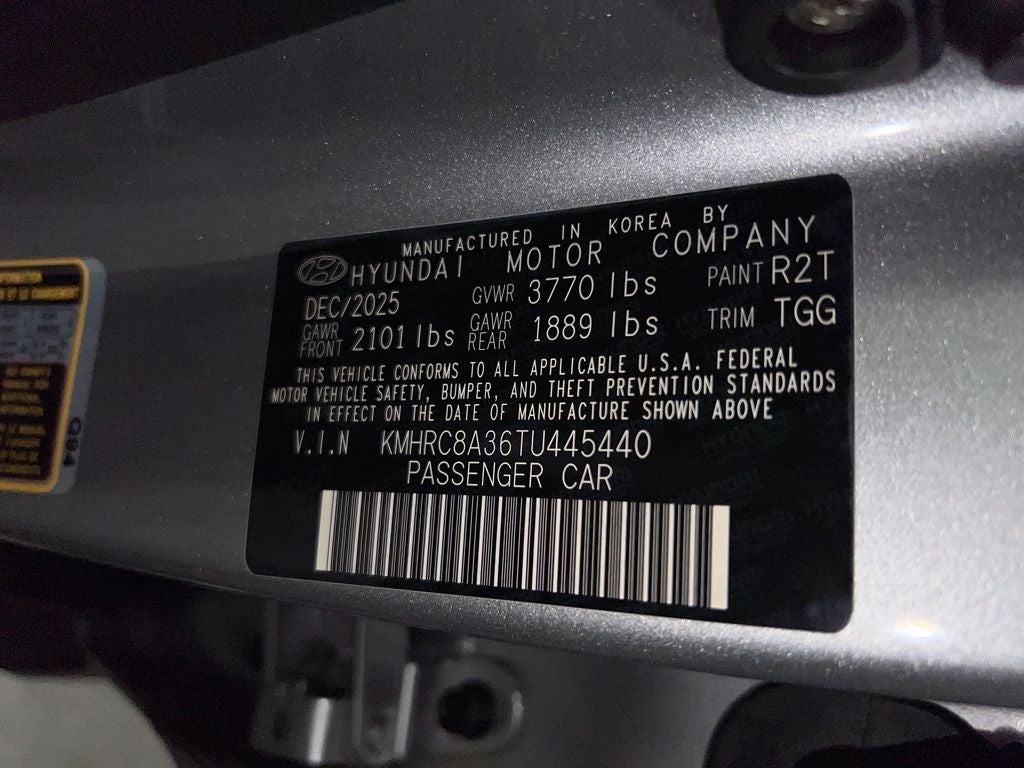 MANUFACTURED IN KOREA BY
HYUNDAI MOTOR COMPANY
DEC/2025 GVWR 3770 lbs PAINT R2T
GAWR FRONT 2101 lbs GAWR REAR 1889 lbs TRIM TGG
THIS VEHICLE CONFORMS TO ALL APPLICABLE U.S.A. FEDERAL
MOTOR VEHICLE SAFETY, BUMPER, AND THEFT PREVENTION STANDARDS
IN EFFECT ON THE DATE OF MANUFACTURE SHOWN ABOVE
V.I.N KMHRC8A36TU445440
PASSENGER CAR